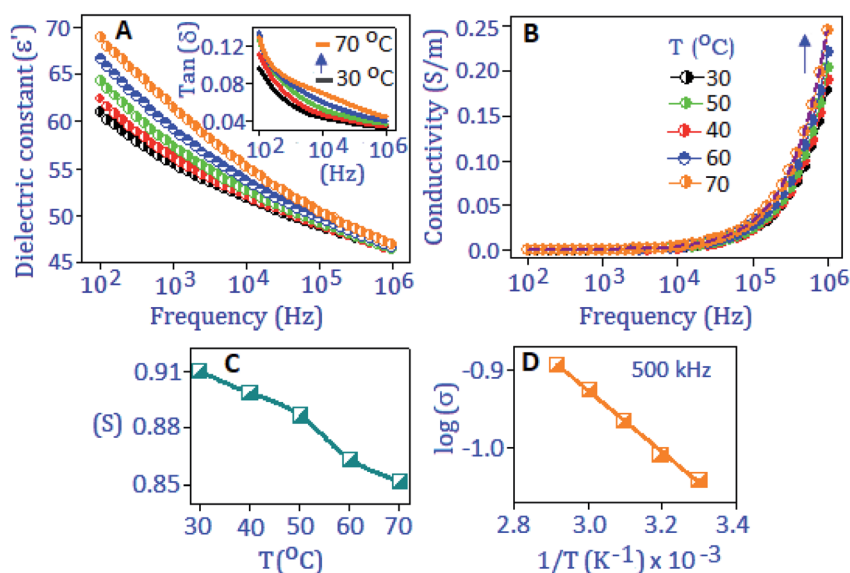 A
Dielectric constant (ε')
70
65
60
55
50
45
10² 10³ 10⁴ 10⁵ 10⁶
Frequency (Hz)
Tan (δ)
0.12
0.08
0.04
70 ⁰C
30 ⁰C
10² 10⁴ 10⁶
(Hz)
B
Conductivity (S/m)
0.25
0.20
0.15
0.10
0.05
0.0
T (⁰C)
30
50
40
60
70
10² 10³ 10⁴ 10⁵ 10⁶
Frequency (Hz)
C
(S)
0.91
0.88
0.85
30 40 50 60 70
T (⁰C)
D
500 kHz
log (σ)
-0.9
-1.0
2.8 3.0 3.2 3.4
1/T (K⁻¹) x 10⁻³